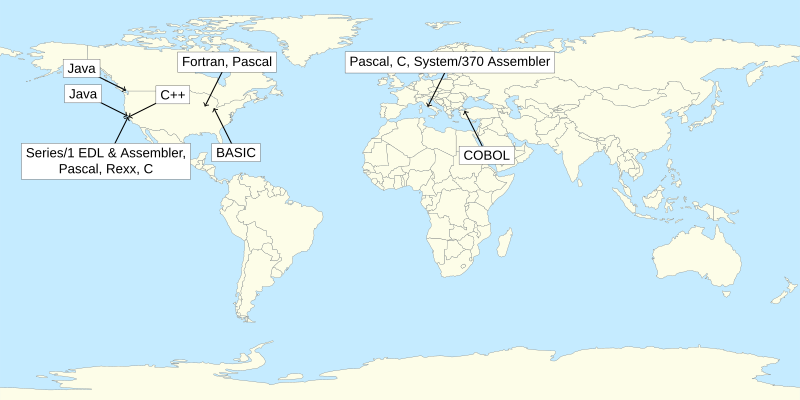 Fortran, Pascal
Pascal, C, System/370 Assembler
Java
Java
C++
Series/1 EDL & Assembler,
Pascal, Rexx, C
BASIC
COBOL